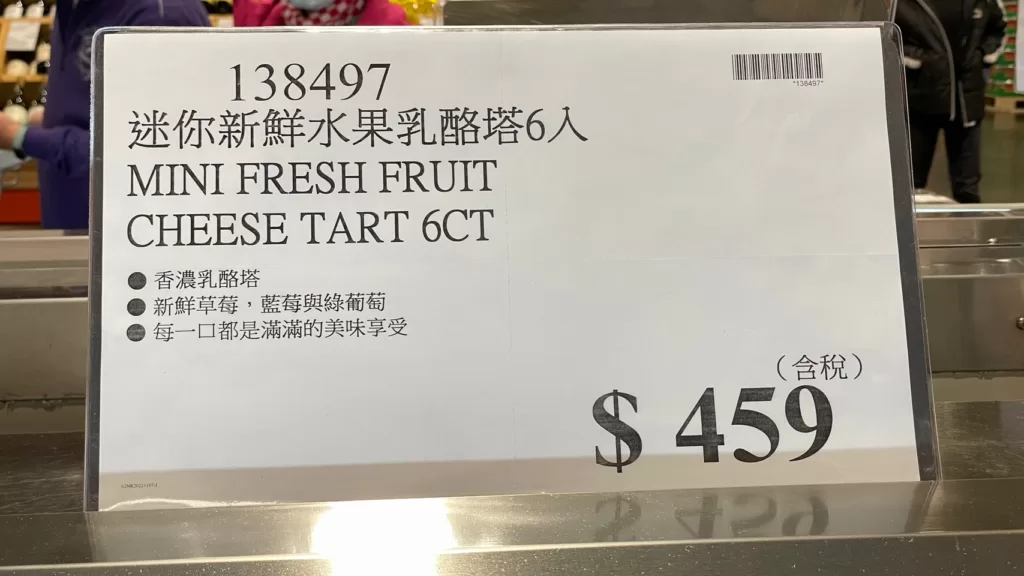 138497
*138497*
迷你新鮮水果乳酪塔6入
MINI FRESH FRUIT
CHEESE TART 6CT
● 香濃乳酪塔
● 新鮮草莓，藍莓與綠葡萄
● 每一口都是滿滿的美味享受
（含稅）
$ 459